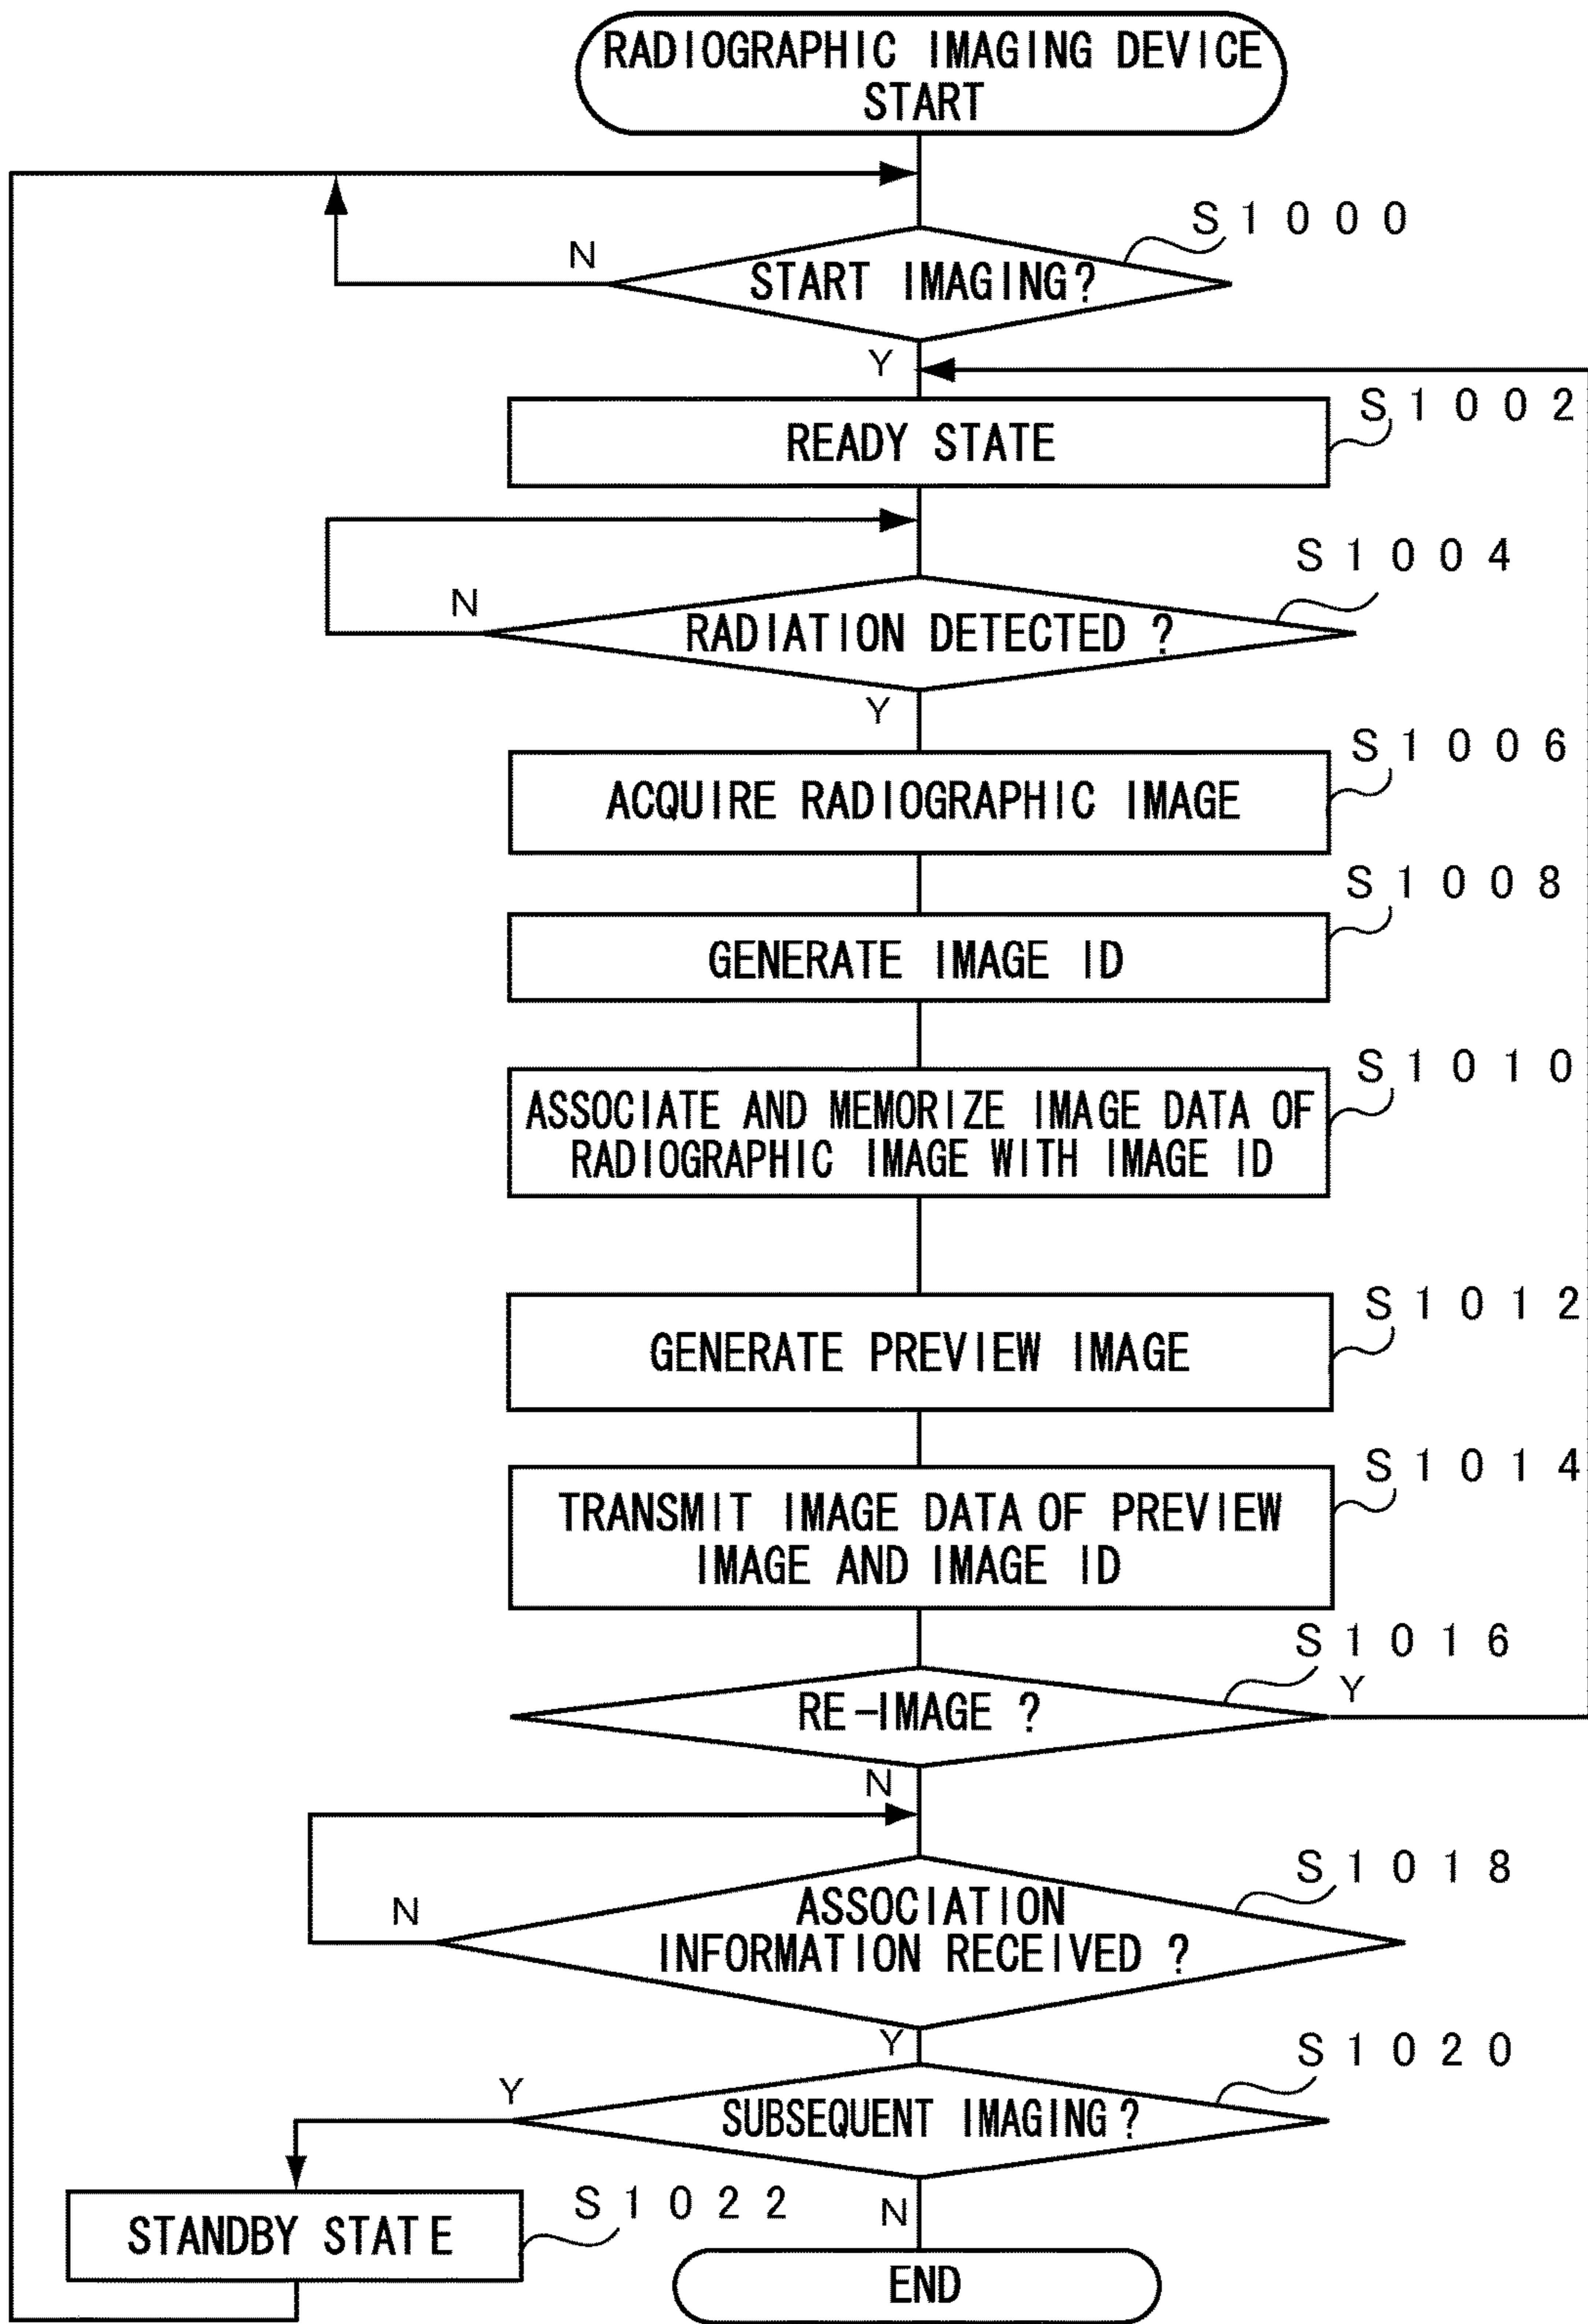 RADIOGRAPHIC IMAGING DEVICE
START
S1000
N
START IMAGING?
Y
S1002
READY STATE
S1004
N
RADIATION DETECTED ?
Y
S1006
ACQUIRE RADIOGRAPHIC IMAGE
S1008
GENERATE IMAGE ID
S1010
ASSOCIATE AND MEMORIZE IMAGE DATA OF
RADIOGRAPHIC IMAGE WITH IMAGE ID
S1012
GENERATE PREVIEW IMAGE
S1014
TRANSMIT IMAGE DATA OF PREVIEW
IMAGE AND IMAGE ID
S1016
RE-IMAGE ?
Y
N
S1018
N
ASSOCIATION
INFORMATION RECEIVED ?
Y
S1020
Y
SUBSEQUENT IMAGING?
S1022
N
STANDBY STATE
END